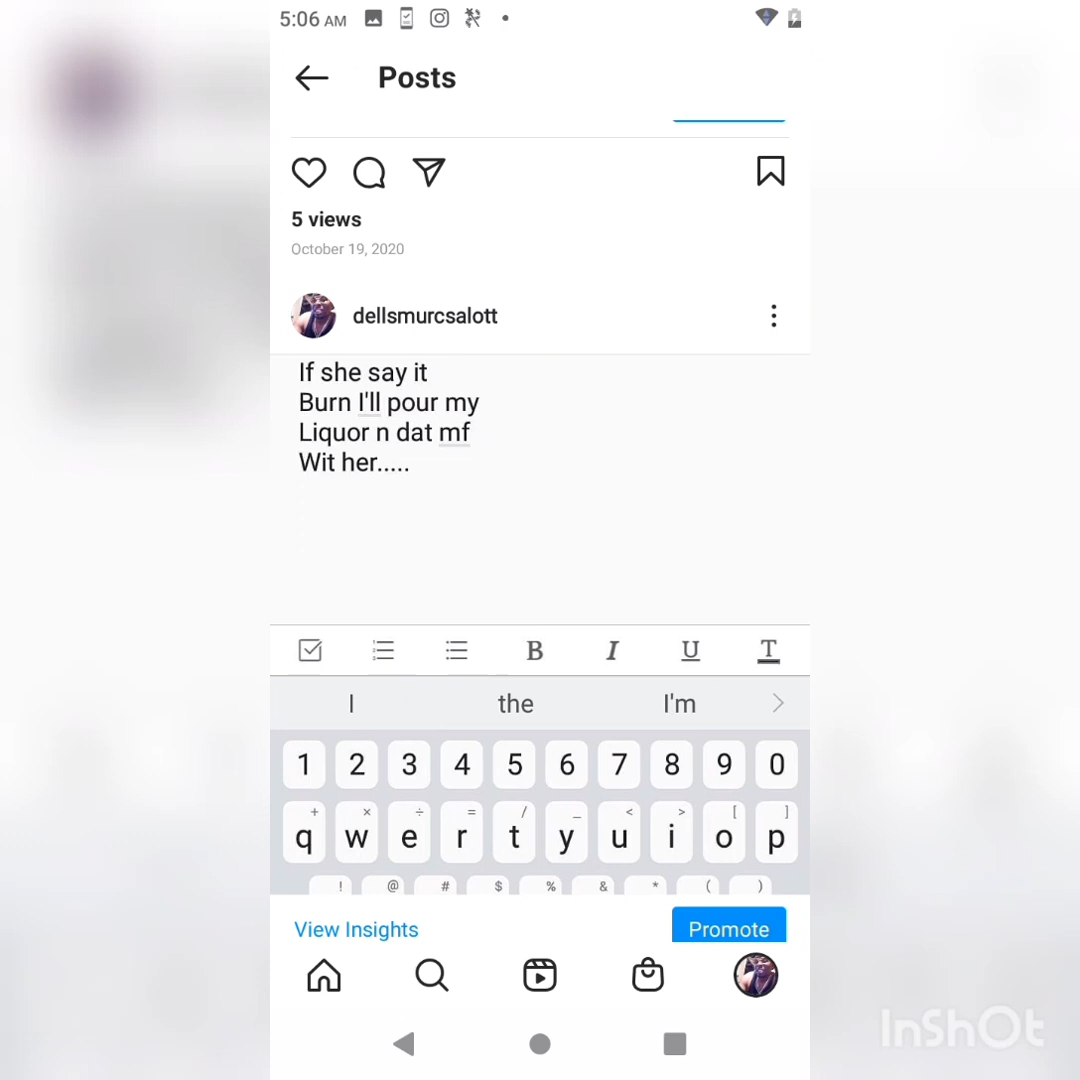 5:06 AM
Posts
5 views
October 19, 2020
dellsmurcsalott
If she say it
Burn I'll pour my
Liquor n dat mf
Wit her.....
B I U T
I the I'm
1 2 3 4 5 6 7 8 9 0
+ × ÷ = / _ < > [ ]
q w e r t y u i o p
! @ # $ % & * ( )
View Insights Promote
InShOt